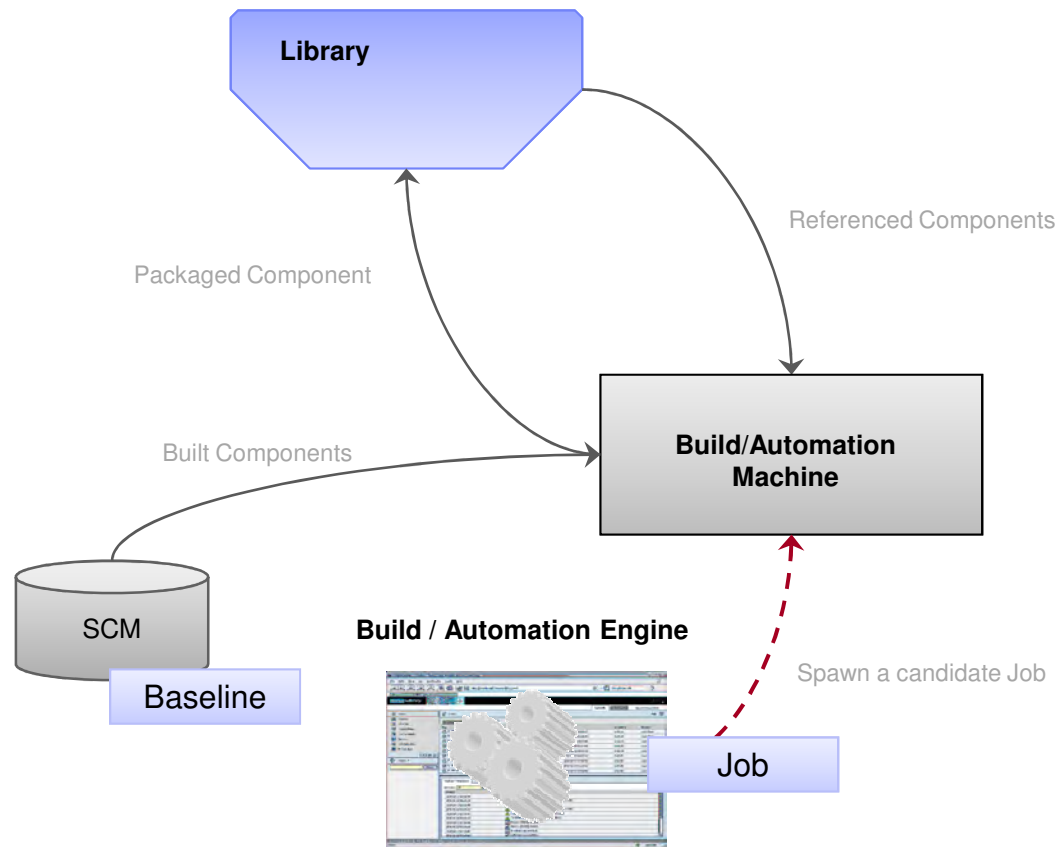 Library
Referenced Components
Packaged Component
Build/Automation
Machine
Built Components
SCM
Baseline
Build / Automation Engine
Spawn a candidate Job
Job